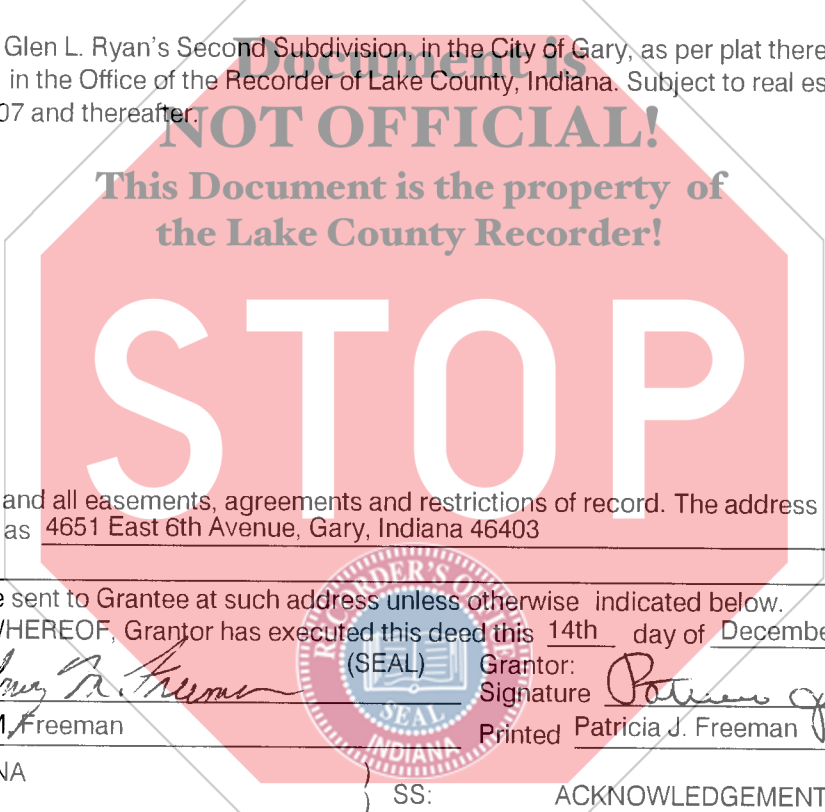 Glen L. Ryan's Second Subdivision, in the City of Gary, as per plat there
Document is
in the Office of the Recorder of Lake County, Indiana. Subject to real es
07 and thereafter.
NOT OFFICIAL!
This Document is the property of
the Lake County Recorder!
STOP
and all easements, agreements and restrictions of record. The address
as 4651 East 6th Avenue, Gary, Indiana 46403
e sent to Grantee at such address unless otherwise indicated below.
WHEREOF, Grantor has executed this deed this 14th day of Decembe
(SEAL) Grantor:
M. Freeman Signature Patricia J
M. Freeman Printed Patricia J. Freeman
RECORDER'S OFFICE
SEAL
INDIANA
NA
SS: ACKNOWLEDGEMENT